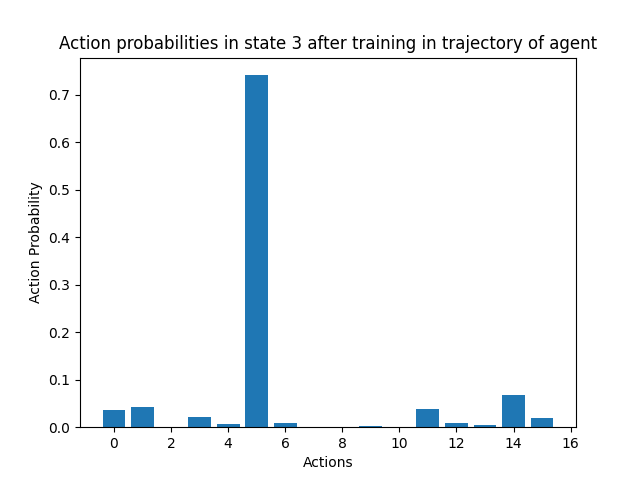 Action probabilities in state 3 after training in trajectory of agent
Action Probability
0.7
0.6
0.5
0.4
0.3
0.2
0.1
0.0
0 2 4 6 8 10 12 14 16
Actions